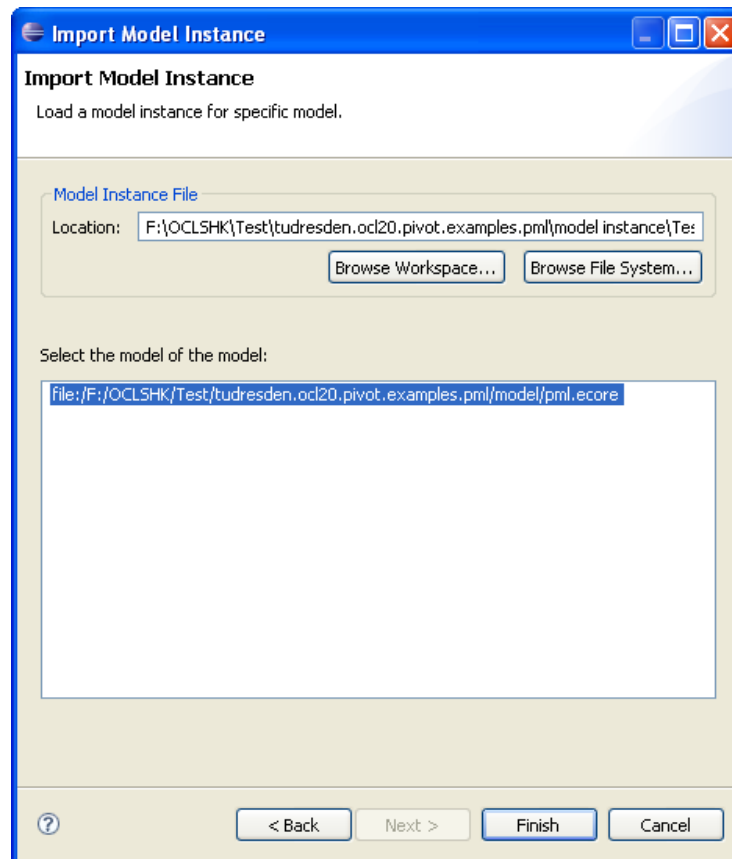 Import Model Instance
Import Model Instance
Load a model instance for specific model.
Model Instance File
Location: F:\OCLSHK\Test\tudresden.ocl20.pivot.examples.pml\model instance\Tes
Browse Workspace... Browse File System...
Select the model of the model:
file:/F:/OCLSHK/Test/tudresden.ocl20.pivot.examples.pml/model/pml.ecore
? < Back Next > Finish Cancel